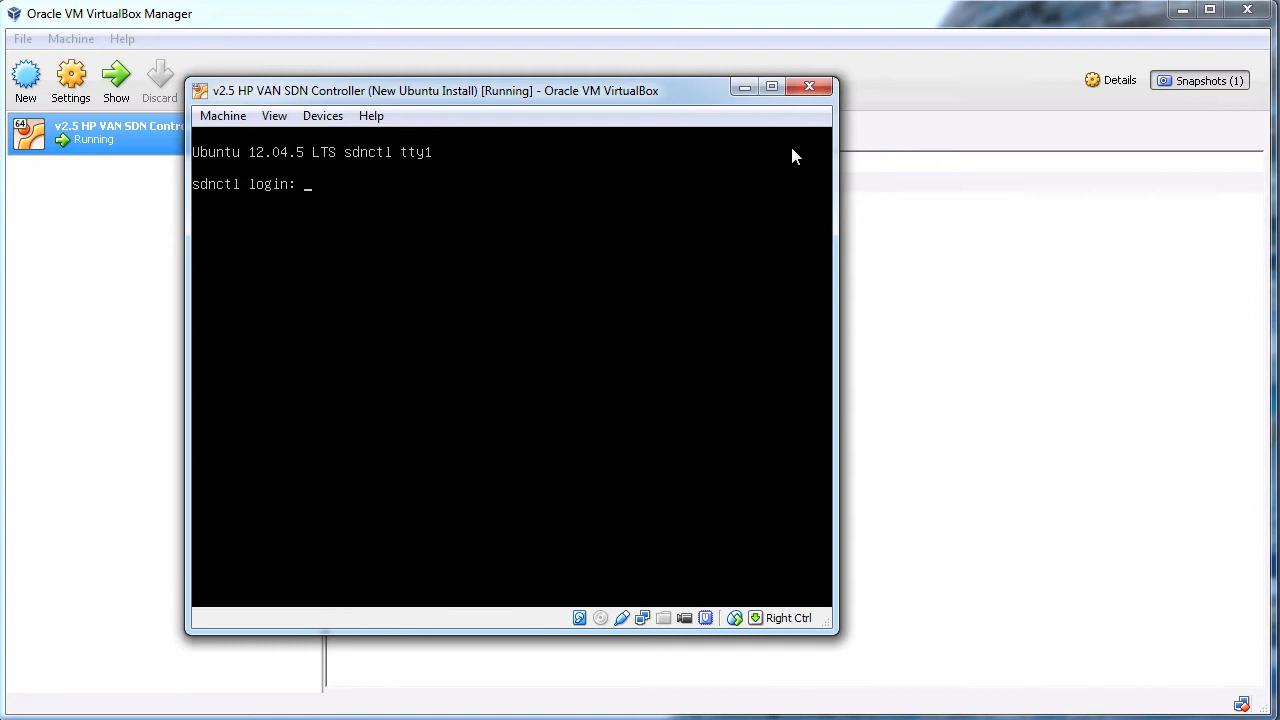 Oracle VM VirtualBox Manager
File Machine Help
New Settings Show Discard
Details Snapshots (1)
64
v2.5 HP VAN SDN Contro
Running
v2.5 HP VAN SDN Controller (New Ubuntu Install) [Running] - Oracle VM VirtualBox
Machine View Devices Help
Ubuntu 12.04.5 LTS sdnctl tty1
sdnctl login: _
Right Ctrl